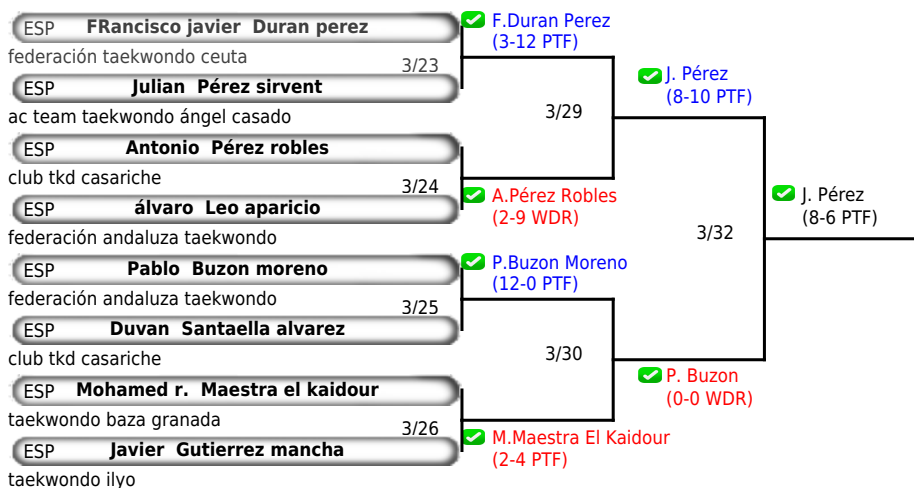 ESP FRancisco javier Duran perez
federación taekwondo ceuta
3/23
ESP Julian Pérez sirvent
ac team taekwondo ángel casado
ESP Antonio Pérez robles
club tkd casariche
3/24
ESP álvaro Leo aparicio
federación andaluza taekwondo
ESP Pablo Buzon moreno
federación andaluza taekwondo
3/25
ESP Duvan Santaella alvarez
club tkd casariche
ESP Mohamed r. Maestra el kaidour
taekwondo baza granada
3/26
ESP Javier Gutierrez mancha
taekwondo ilyo
F.Duran Perez
(3-12 PTF)
3/29
A.Pérez Robles
(2-9 WDR)
P.Buzon Moreno
(12-0 PTF)
3/30
M.Maestra El Kaidour
(2-4 PTF)
J. Pérez
(8-10 PTF)
3/32
P. Buzon
(0-0 WDR)
J. Pérez
(8-6 PTF)